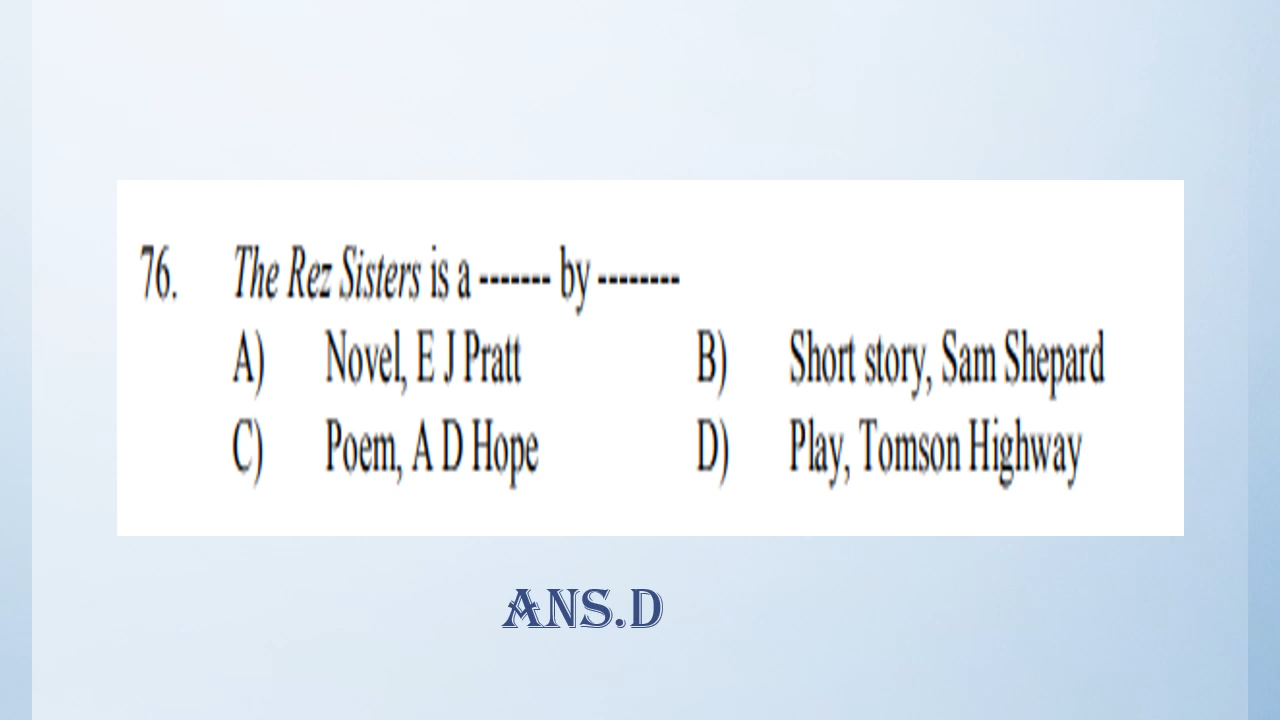 76. The Rez Sisters is a ------- by --------
A) Novel, E J Pratt B) Short story, Sam Shepard
C) Poem, A D Hope D) Play, Tomson Highway
ANS.D